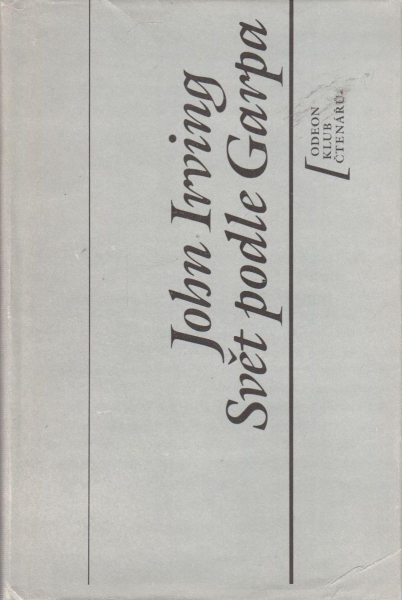 John Irving
Svět podle Garpa
ODEON
KLUB
ČTENÁŘŮ